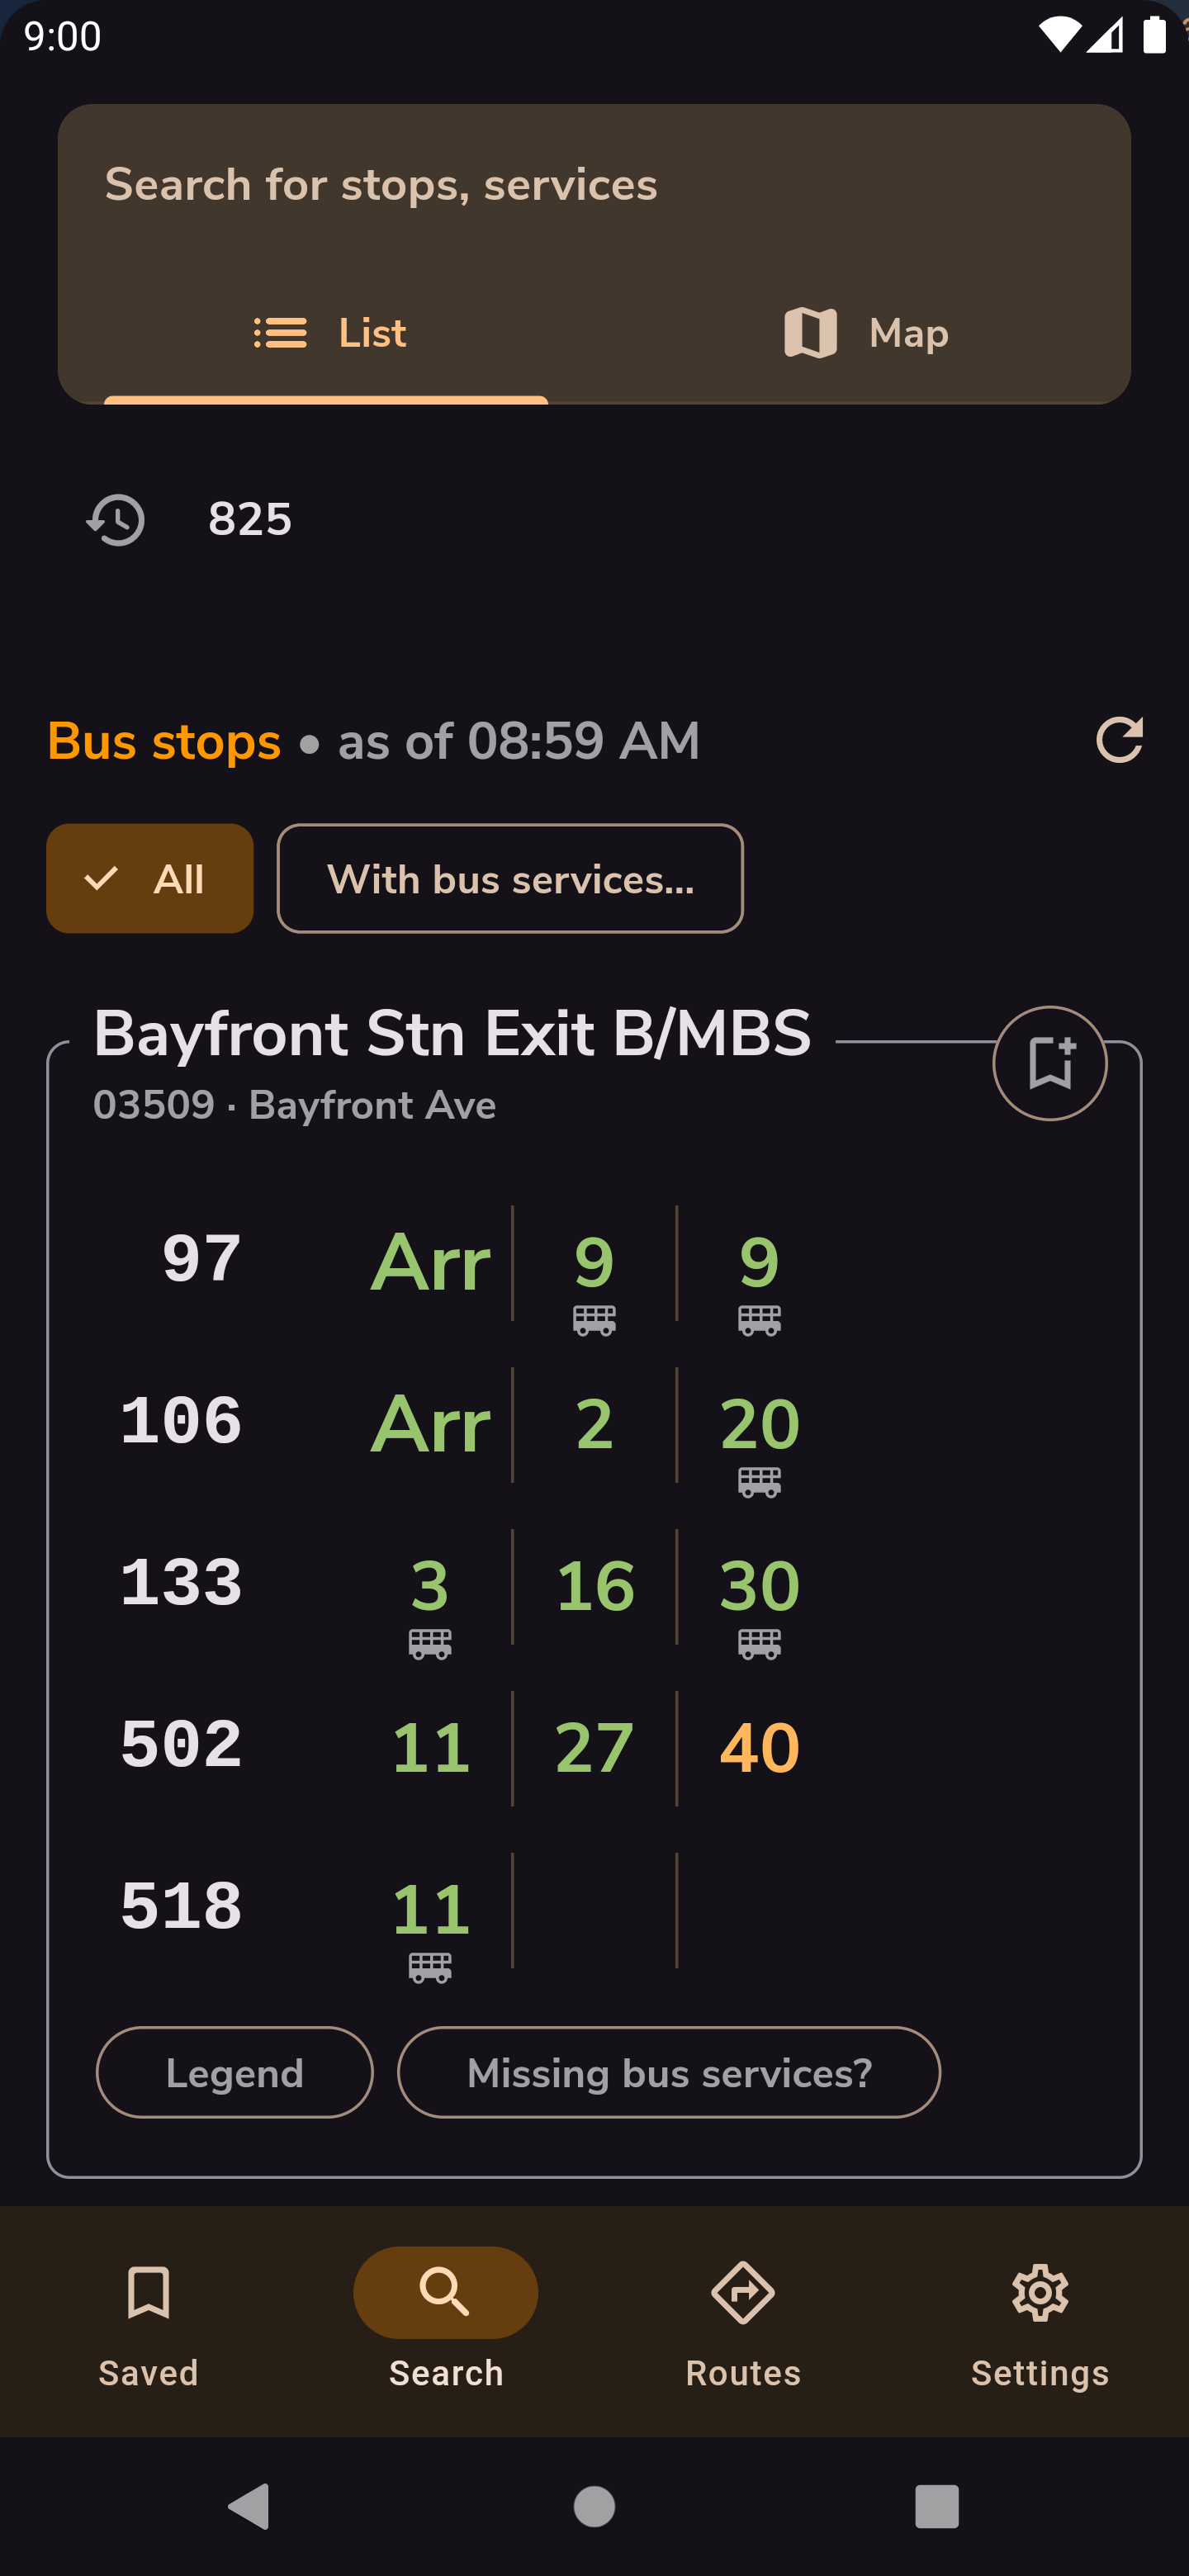 9:00
Search for stops, services
List Map
825
Bus stops • as of 08:59 AM
All With bus services...
Bayfront Stn Exit B/MBS
03509 · Bayfront Ave
97 Arr 9 9
106 Arr 2 20
133 3 16 30
502 11 27 40
518 11
Legend Missing bus services?
Saved Search Routes Settings